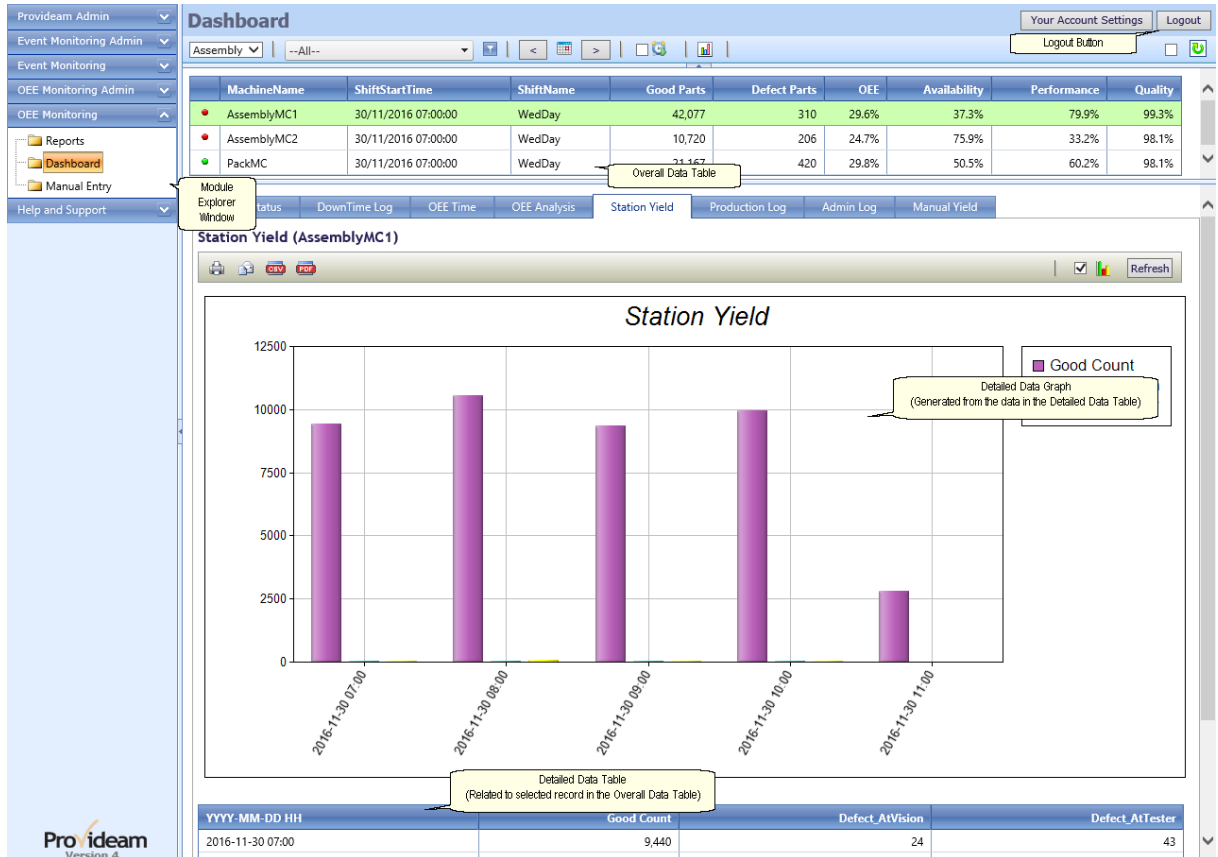 Provideam Admin
Event Monitoring Admin
Event Monitoring
OEE Monitoring Admin
OEE Monitoring
Reports
Dashboard
Manual Entry
Help and Support
Module
Explorer
Window
Provideam
Version 4
Dashboard
Your Account Settings Logout
Logout Button
Assembly --All-- < >
MachineName ShiftStartTime ShiftName Good Parts Defect Parts OEE Availability Performance Quality
AssemblyMC1 30/11/2016 07:00:00 WedDay 42,077 310 29.6% 37.3% 79.9% 99.3%
AssemblyMC2 30/11/2016 07:00:00 WedDay 10,720 206 24.7% 75.9% 33.2% 98.1%
PackMC 30/11/2016 07:00:00 WedDay 21,167 420 29.8% 50.5% 60.2% 98.1%
Overall Data Table
DownTime Log OEE Time OEE Analysis Station Yield Production Log Admin Log Manual Yield
Station Yield (AssemblyMC1)
CSV PDF Refresh
Station Yield
12500
10000
7500
5000
2500
0
Good Count
Detailed Data Graph
(Generated from the data in the Detailed Data Table)
2016-11-30 07:00
2016-11-30 08:00
2016-11-30 09:00
2016-11-30 10:00
2016-11-30 11:00
Detailed Data Table
(Related to selected record in the Overall Data Table)
YYYY-MM-DD HH Good Count Defect_AtVision Defect_AtTester
2016-11-30 07:00 9,440 24 43